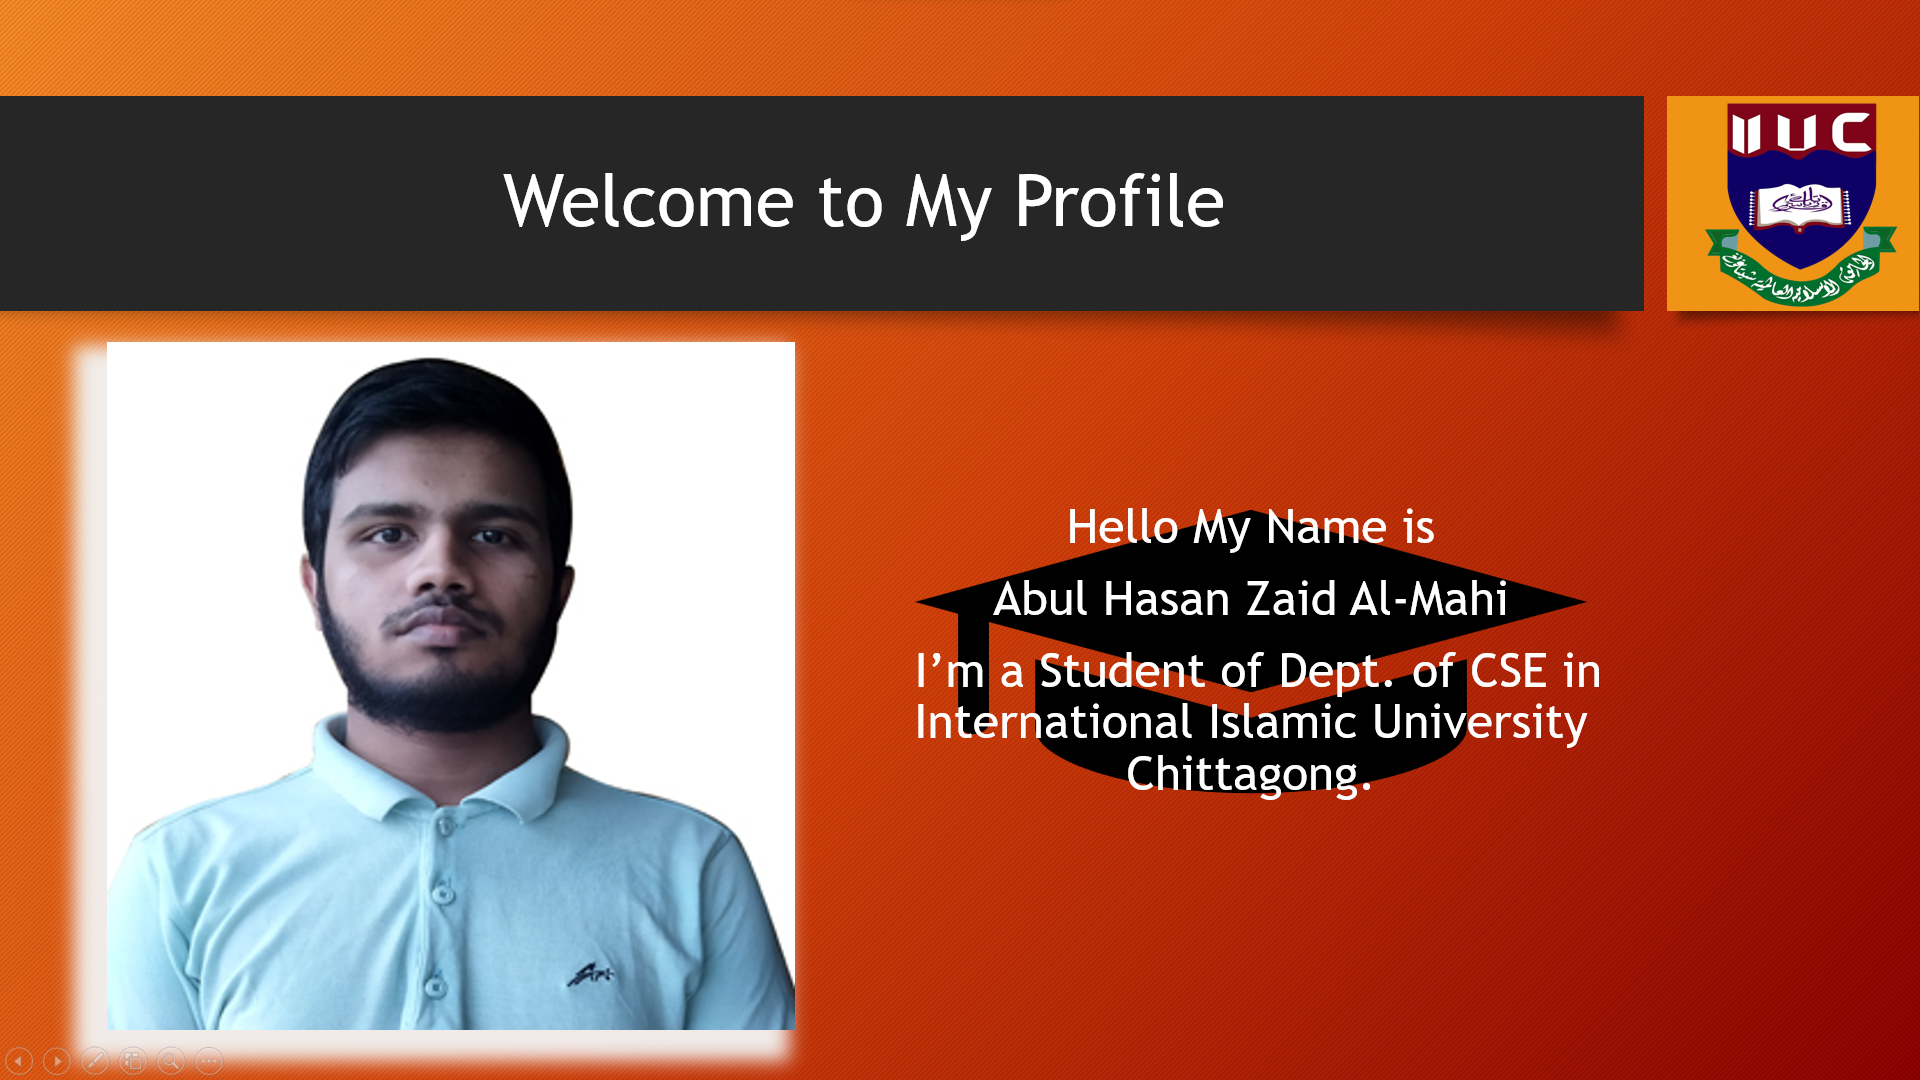 Welcome to My Profile
IIUC
Hello My Name is
Abul Hasan Zaid Al-Mahi
I’m a Student of Dept. of CSE in
International Islamic University
Chittagong.